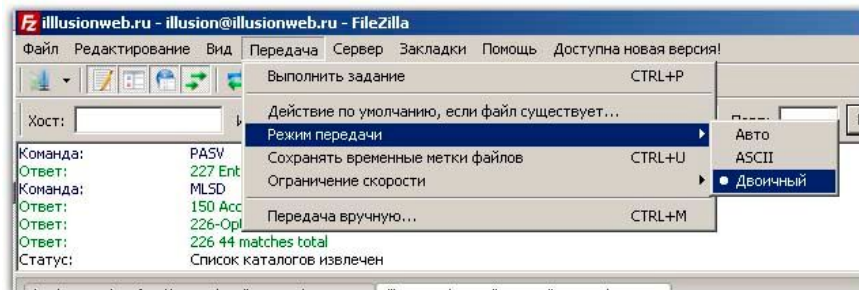 illlusionweb.ru - illusion@illusionweb.ru - FileZilla
Файл Редактирование Вид Передача Сервер Закладки Помощь Доступна новая версия!
Выполнить задание CTRL+P
Хост:
Действие по умолчанию, если файл существует...
Режим передачи
Авто
Команда: PASV
Сохранять временные метки файлов CTRL+U
ASCII
Ответ: 227 Ent
Ограничение скорости
Двоичный
Команда: MLSD
Ответ: 150 Acc
Передача вручную... CTRL+M
Ответ: 226-Opt
Ответ: 226 44 matches total
Статус: Список каталогов извлечен